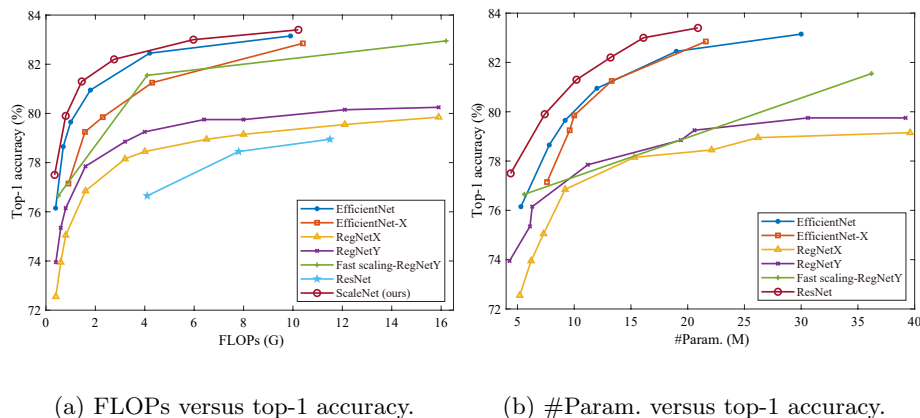 84
82
80
78
76
74
72
Top-1 accuracy (%)
0 2 4 6 8 10 12 14 16
FLOPs (G)
EfficientNet
EfficientNet-X
RegNetX
RegNetY
Fast scaling-RegNetY
ResNet
ScaleNet (ours)
(a) FLOPs versus top-1 accuracy.
84
82
80
78
76
74
72
Top-1 accuracy (%)
5 10 15 20 25 30 35 40
#Param. (M)
EfficientNet
EfficientNet-X
RegNetX
RegNetY
Fast scaling-RegNetY
ResNet
(b) #Param. versus top-1 accuracy.